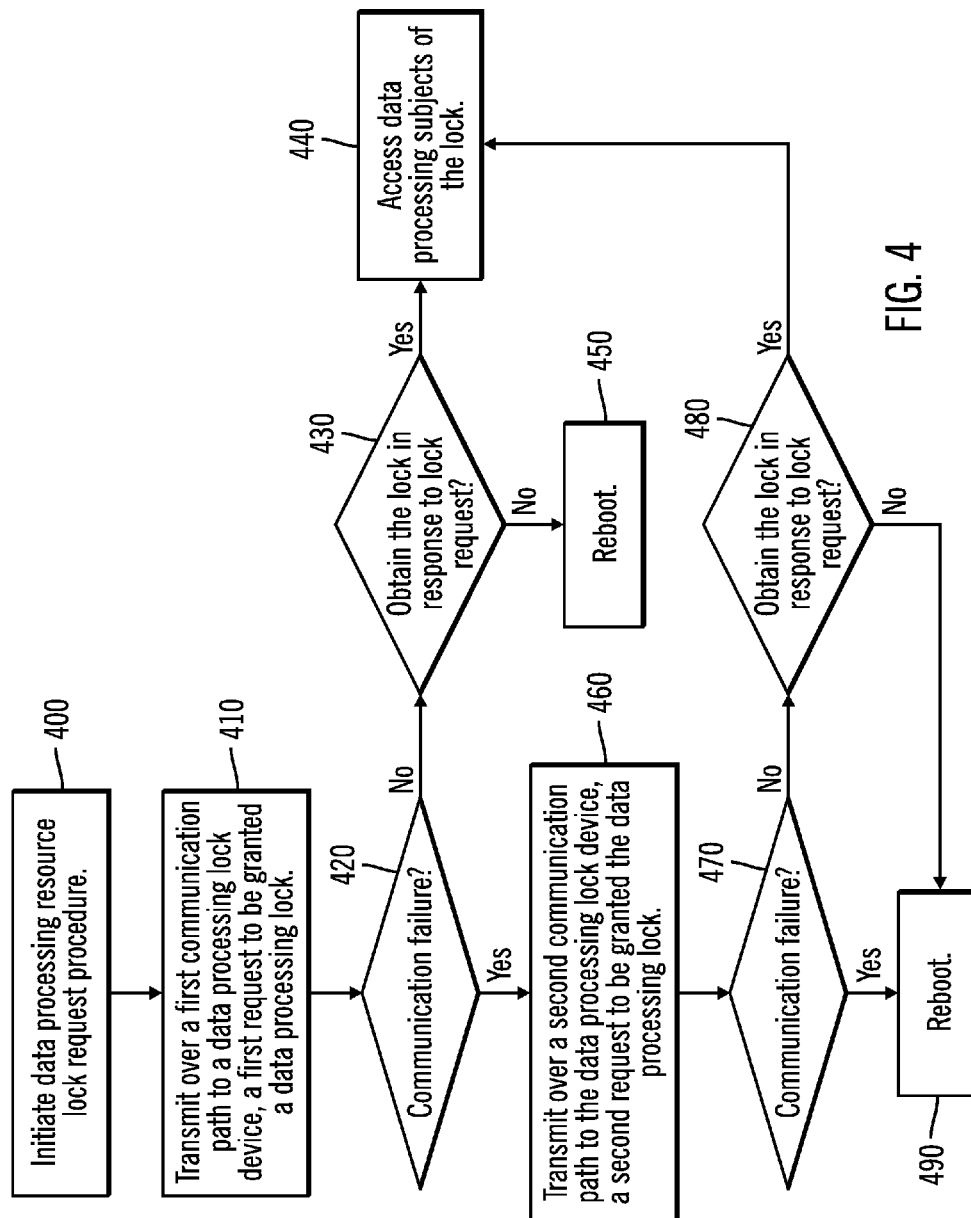 400
Initiate data processing resource
lock request procedure.
410
Transmit over a first communication
path to a data processing lock
device, a first request to be granted
a data processing lock.
420
Communication failure?
No
Yes
430
Obtain the lock in
response to lock
request?
Yes
No
440
Access data
processing subjects of
the lock.
450
Reboot.
460
Transmit over a second communication
path to the data processing lock device,
a second request to be granted the data
processing lock.
470
Communication failure?
No
Yes
480
Obtain the lock in
response to lock
request?
Yes
No
490
Reboot.
FIG. 4